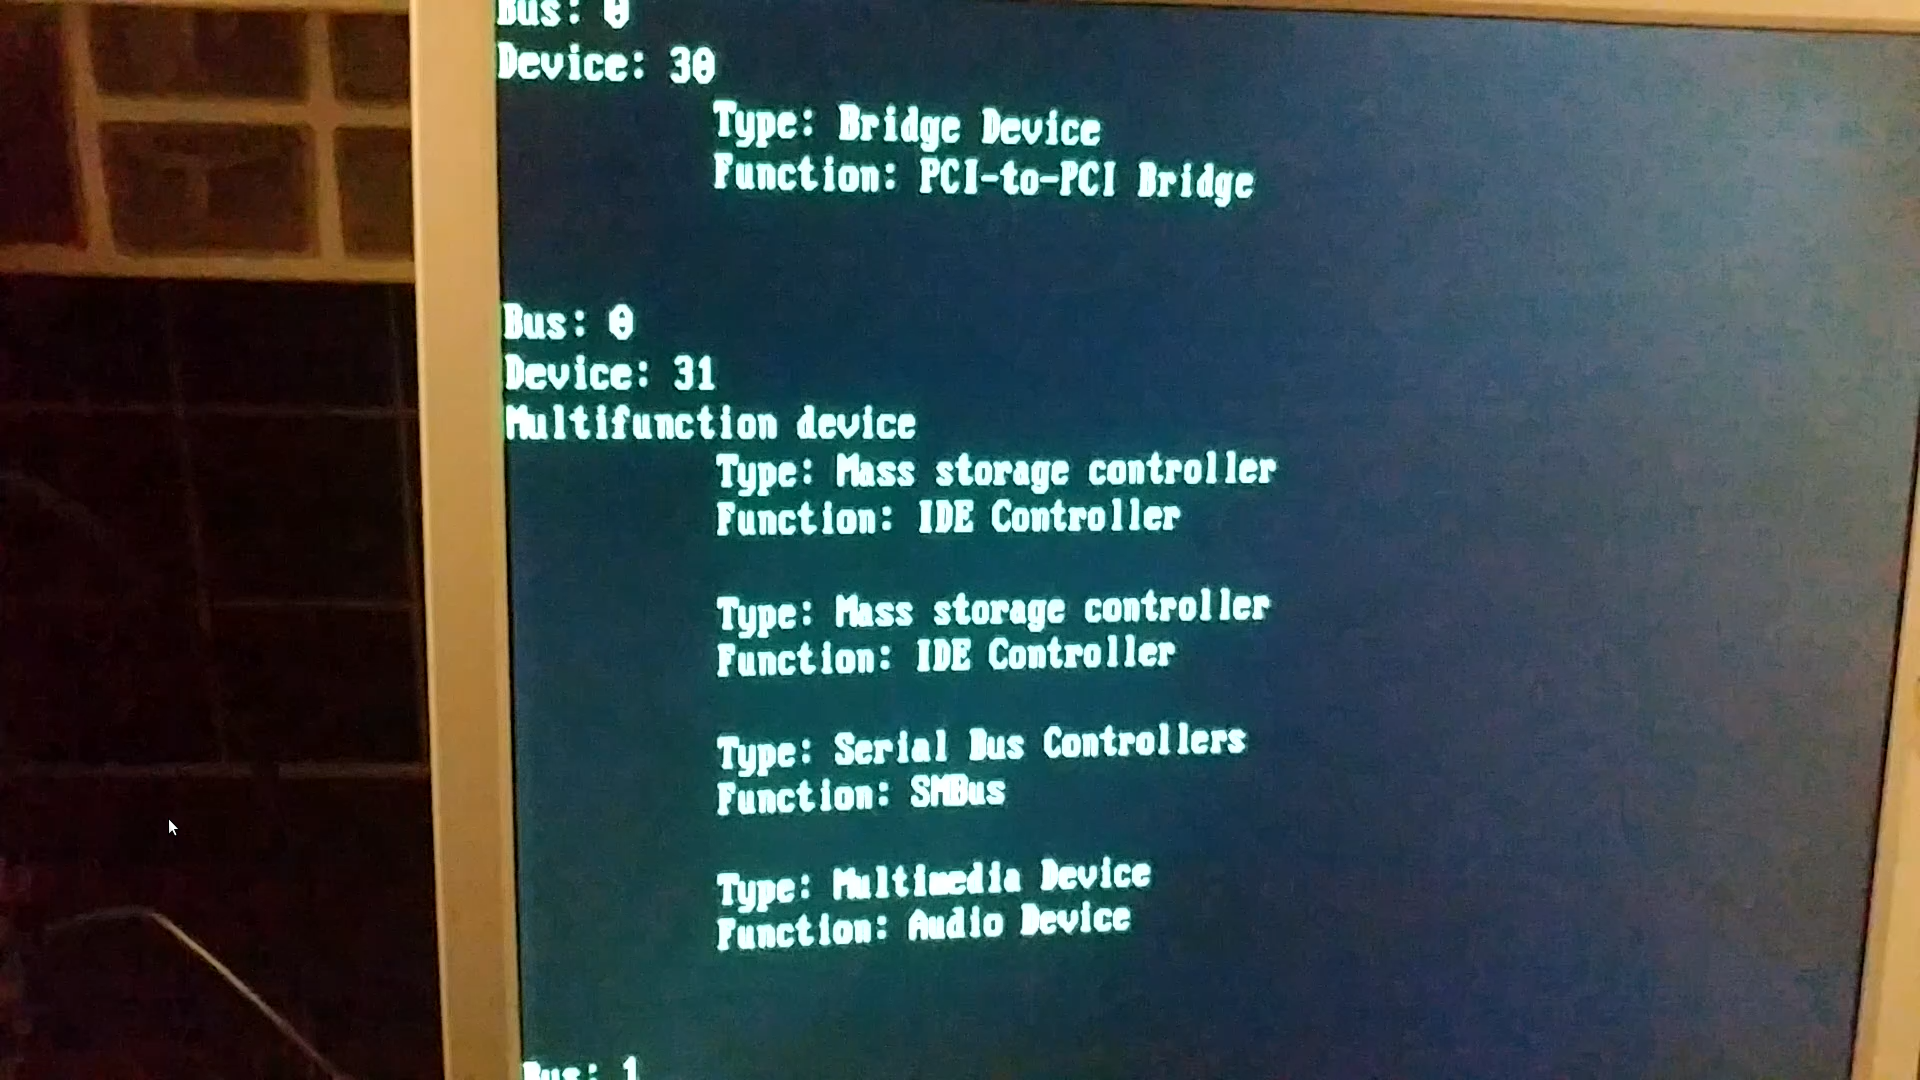 Bus: 0
Device: 30
Type: Bridge Device
Function: PCI-to-PCI Bridge
Bus: 0
Device: 31
Multifunction device
Type: Mass storage controller
Function: IDE Controller
Type: Mass storage controller
Function: IDE Controller
Type: Serial Bus Controllers
Function: SMBus
Type: Multimedia Device
Function: Audio Device
Bus: 1